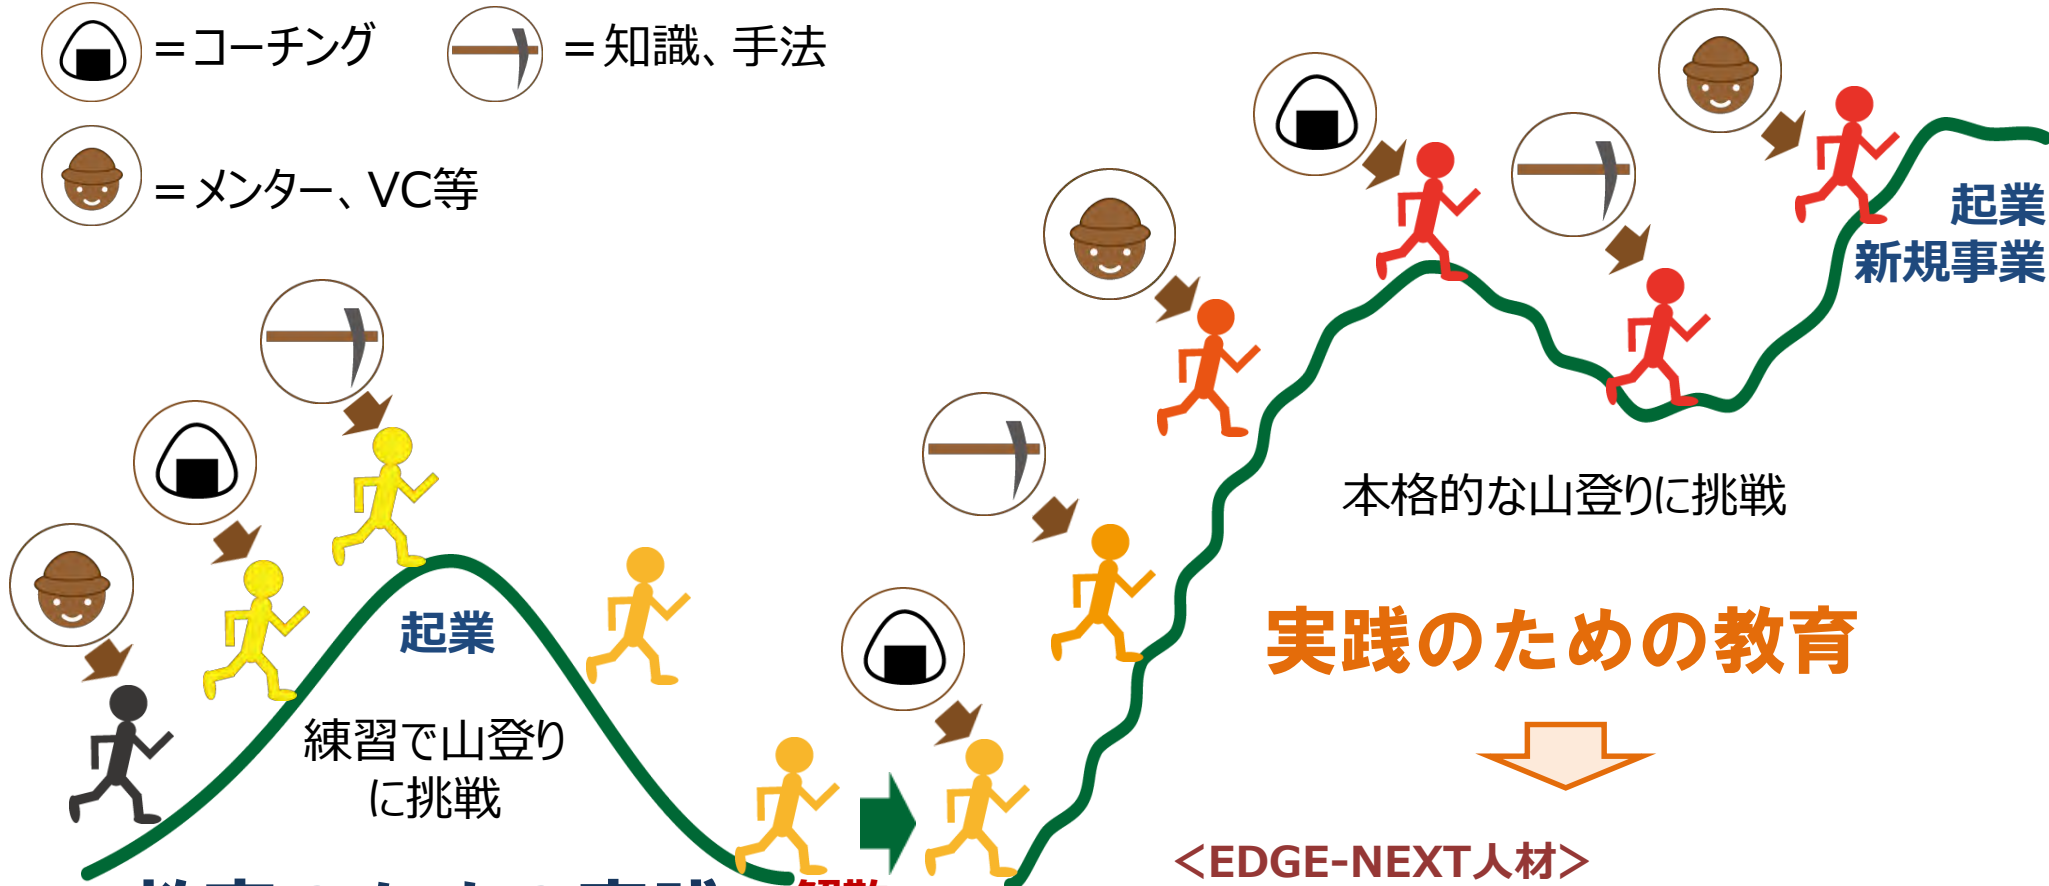 ＝コーチング
＝知識、手法
＝メンター、VC等
起業
新規事業
本格的な山登りに挑戦
起業
実践のための教育
練習で山登り
に挑戦
＜EDGE-NEXT人材＞